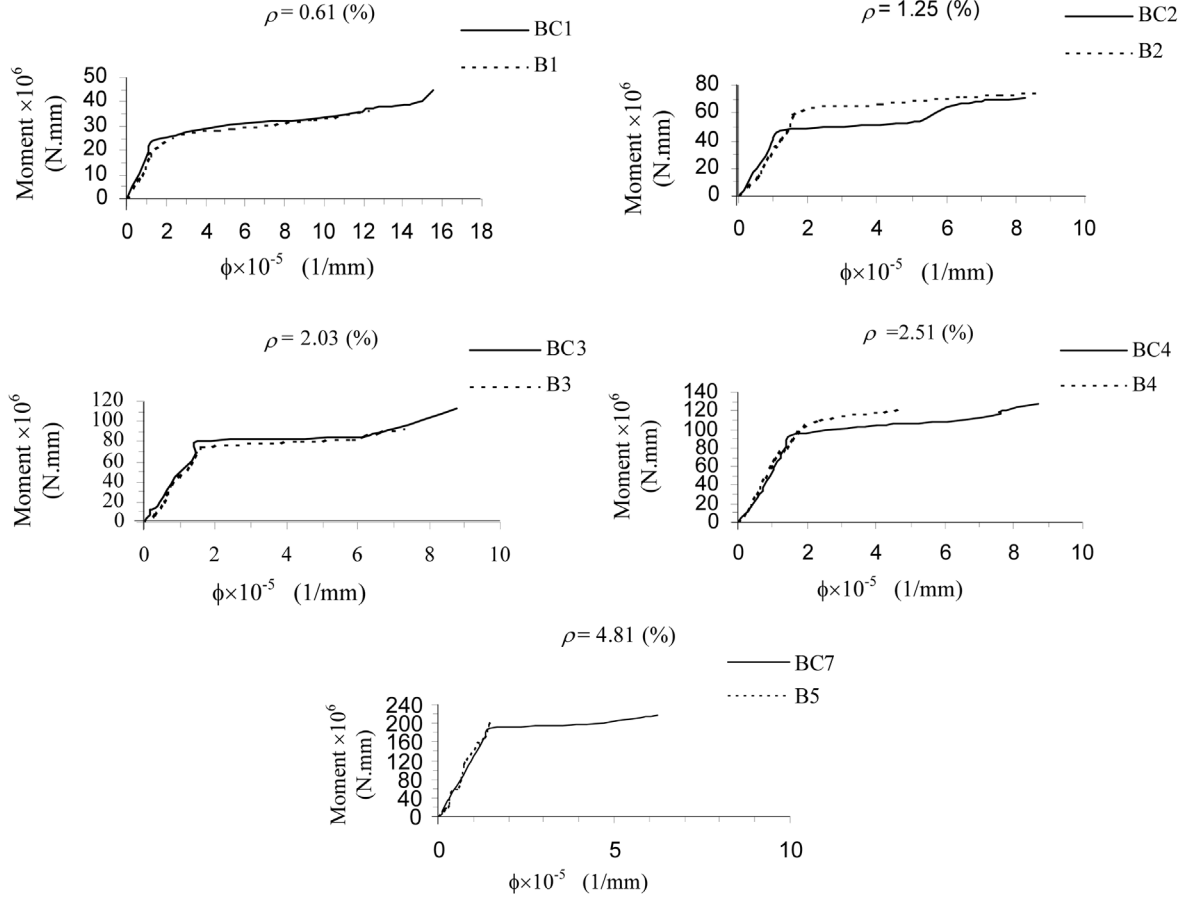 ρ = 0.61 (%)
BC1
B1
Moment ×10⁶
(N.mm)
50
40
30
20
10
0
0 2 4 6 8 10 12 14 16 18
ϕ×10⁻⁵ (1/mm)
ρ = 1.25 (%)
BC2
B2
Moment ×10⁶
(N.mm)
80
60
40
20
0
0 2 4 6 8 10
ϕ×10⁻⁵ (1/mm)
ρ = 2.03 (%)
BC3
B3
Moment ×10⁶
(N.mm)
120
100
80
60
40
20
0
0 2 4 6 8 10
ϕ×10⁻⁵ (1/mm)
ρ =2.51 (%)
BC4
B4
Moment ×10⁶
(N.mm)
140
120
100
80
60
40
20
0
0 2 4 6 8 10
ϕ×10⁻⁵ (1/mm)
ρ = 4.81 (%)
BC7
B5
Moment ×10⁶
(N.mm)
240
200
160
120
80
40
0
0 5 10
ϕ×10⁻⁵ (1/mm)